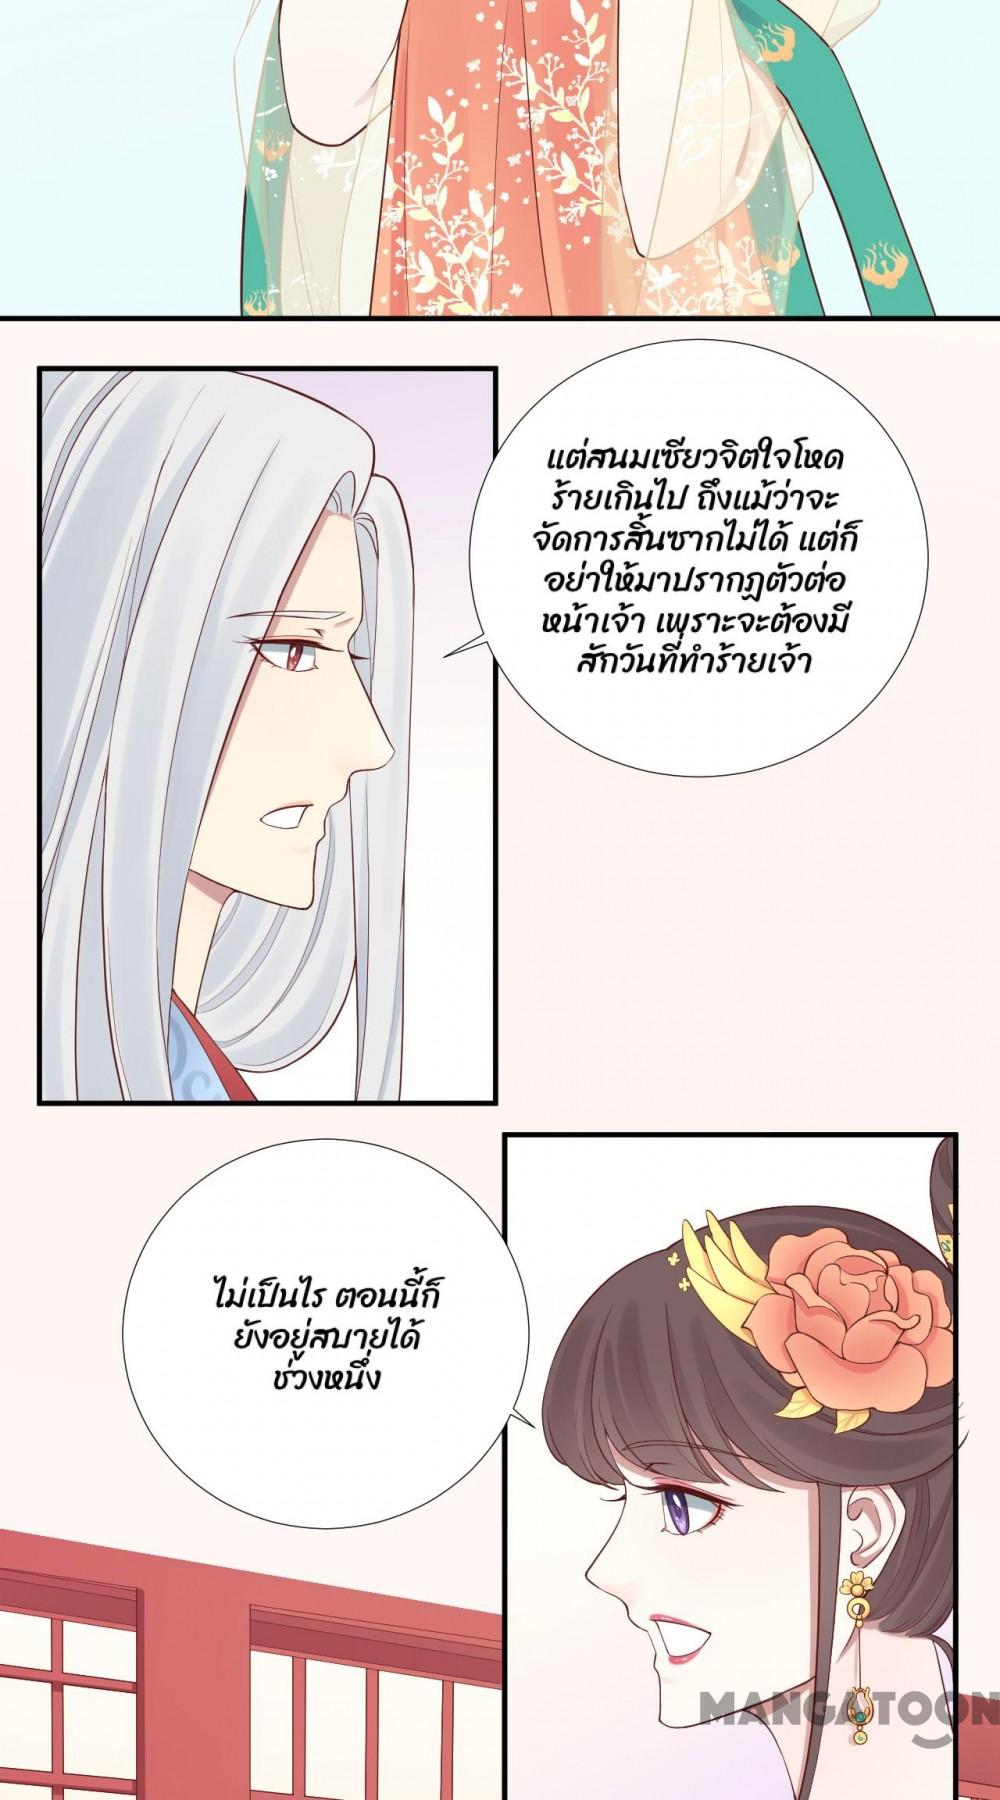 แต่สนมเซียวจิตใจโหด
ร้ายเกินไป ถึงแม้ว่าจะ
จัดการสิ้นซากไม่ได้ แต่ก็
อย่าให้มาปรากฏตัวต่อ
หน้าเจ้า เพราะจะต้องมี
สักวันที่ทำร้ายเจ้า
ไม่เป็นไร ตอนนี้ก็
ยังอยู่สบายได้
ช่วงหนึ่ง
MANGATOON